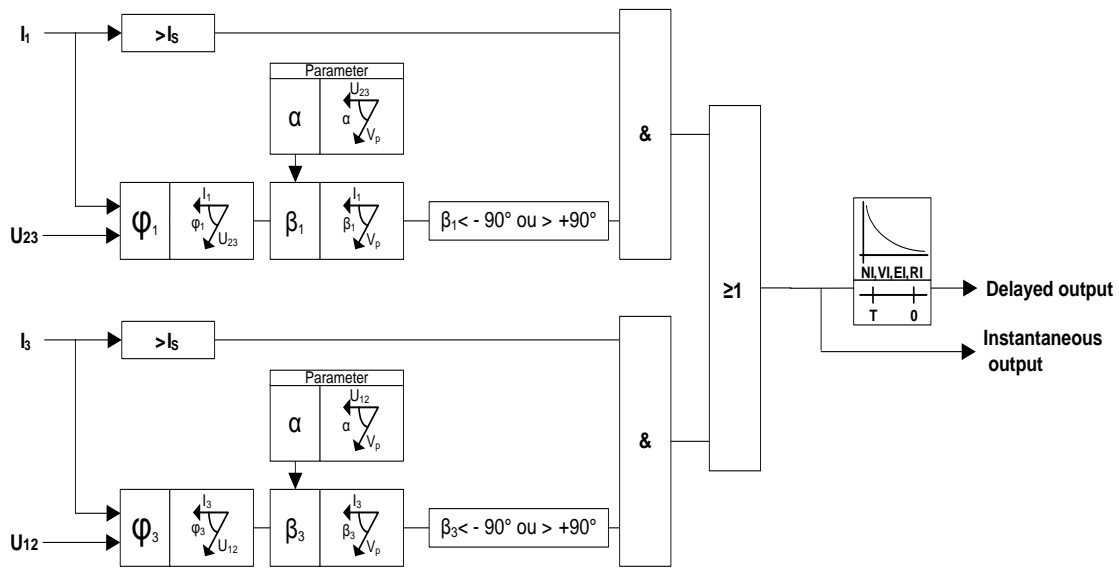 I1
>IS
Parameter
α
U23
α
Vp
&
φ1
I1
φ1
U23
β1
I1
β1
Vp
β1< - 90° ou > +90°
U23
≥1
NI,VI,EI,RI
T 0
Delayed output
Instantaneous
output
I3
>IS
Parameter
α
U12
α
Vp
&
φ3
I3
φ3
U12
β3
I3
β3
Vp
β3< - 90° ou > +90°
U12